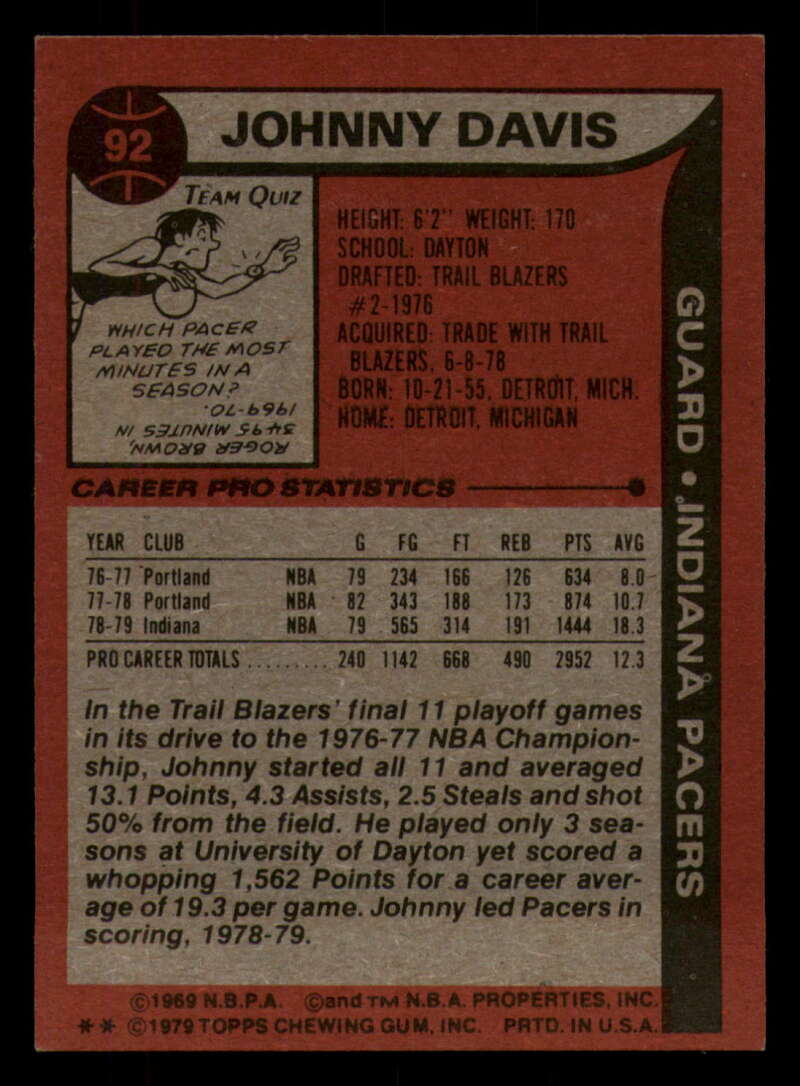 92
JOHNNY DAVIS
TEAM QUIZ
WHICH PACER
PLAYED THE MOST
MINUTES IN A
SEASON?
ROGER BROWN,
3495 MINUTES IN
1969-70.
HEIGHT: 6'2" WEIGHT: 170
SCHOOL: DAYTON
DRAFTED: TRAIL BLAZERS
#2-1976
ACQUIRED: TRADE WITH TRAIL
BLAZERS, 6-8-78
BORN: 10-21-55, DETROIT, MICH.
HOME: DETROIT, MICHIGAN
GUARD • INDIANA PACERS
CAREER PRO STATISTICS
YEAR CLUB G FG FT REB PTS AVG
76-77 Portland NBA 79 234 166 126 634 8.0
77-78 Portland NBA 82 343 188 173 874 10.7
78-79 Indiana NBA 79 565 314 191 1444 18.3
PRO CAREER TOTALS ......... 240 1142 668 490 2952 12.3
In the Trail Blazers' final 11 playoff games
in its drive to the 1976-77 NBA Champion-
ship, Johnny started all 11 and averaged
13.1 Points, 4.3 Assists, 2.5 Steals and shot
50% from the field. He played only 3 sea-
sons at University of Dayton yet scored a
whopping 1,562 Points for a career aver-
age of 19.3 per game. Johnny led Pacers in
scoring, 1978-79.
©1969 N.B.P.A. ©and TM N.B.A. PROPERTIES, INC.
** ©1979 TOPPS CHEWING GUM, INC. PRTD. IN U.S.A.